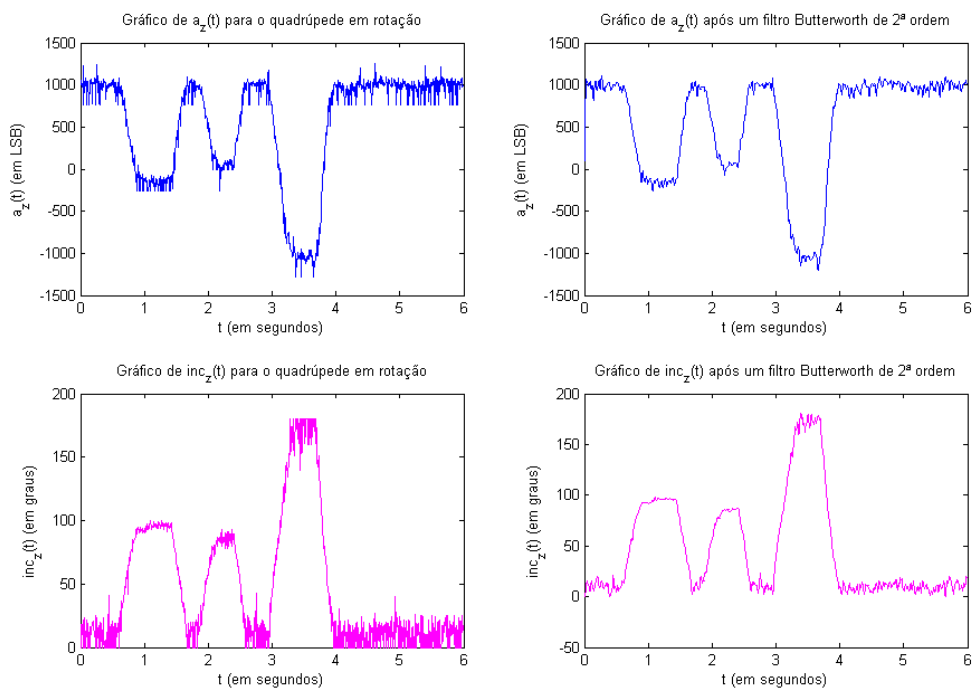 Gráfico de a_z(t) para o quadrúpede em rotação
1500
1000
500
0
-500
-1000
-1500
a_z(t) (em LSB)
0 1 2 3 4 5 6
t (em segundos)
Gráfico de a_z(t) após um filtro Butterworth de 2ª ordem
1500
1000
500
0
-500
-1000
-1500
a_z(t) (em LSB)
0 1 2 3 4 5 6
t (em segundos)
Gráfico de inc_z(t) para o quadrúpede em rotação
200
150
100
50
0
inc_z(t) (em graus)
0 1 2 3 4 5 6
t (em segundos)
Gráfico de inc_z(t) após um filtro Butterworth de 2ª ordem
200
150
100
50
0
-50
inc_z(t) (em graus)
0 1 2 3 4 5 6
t (em segundos)